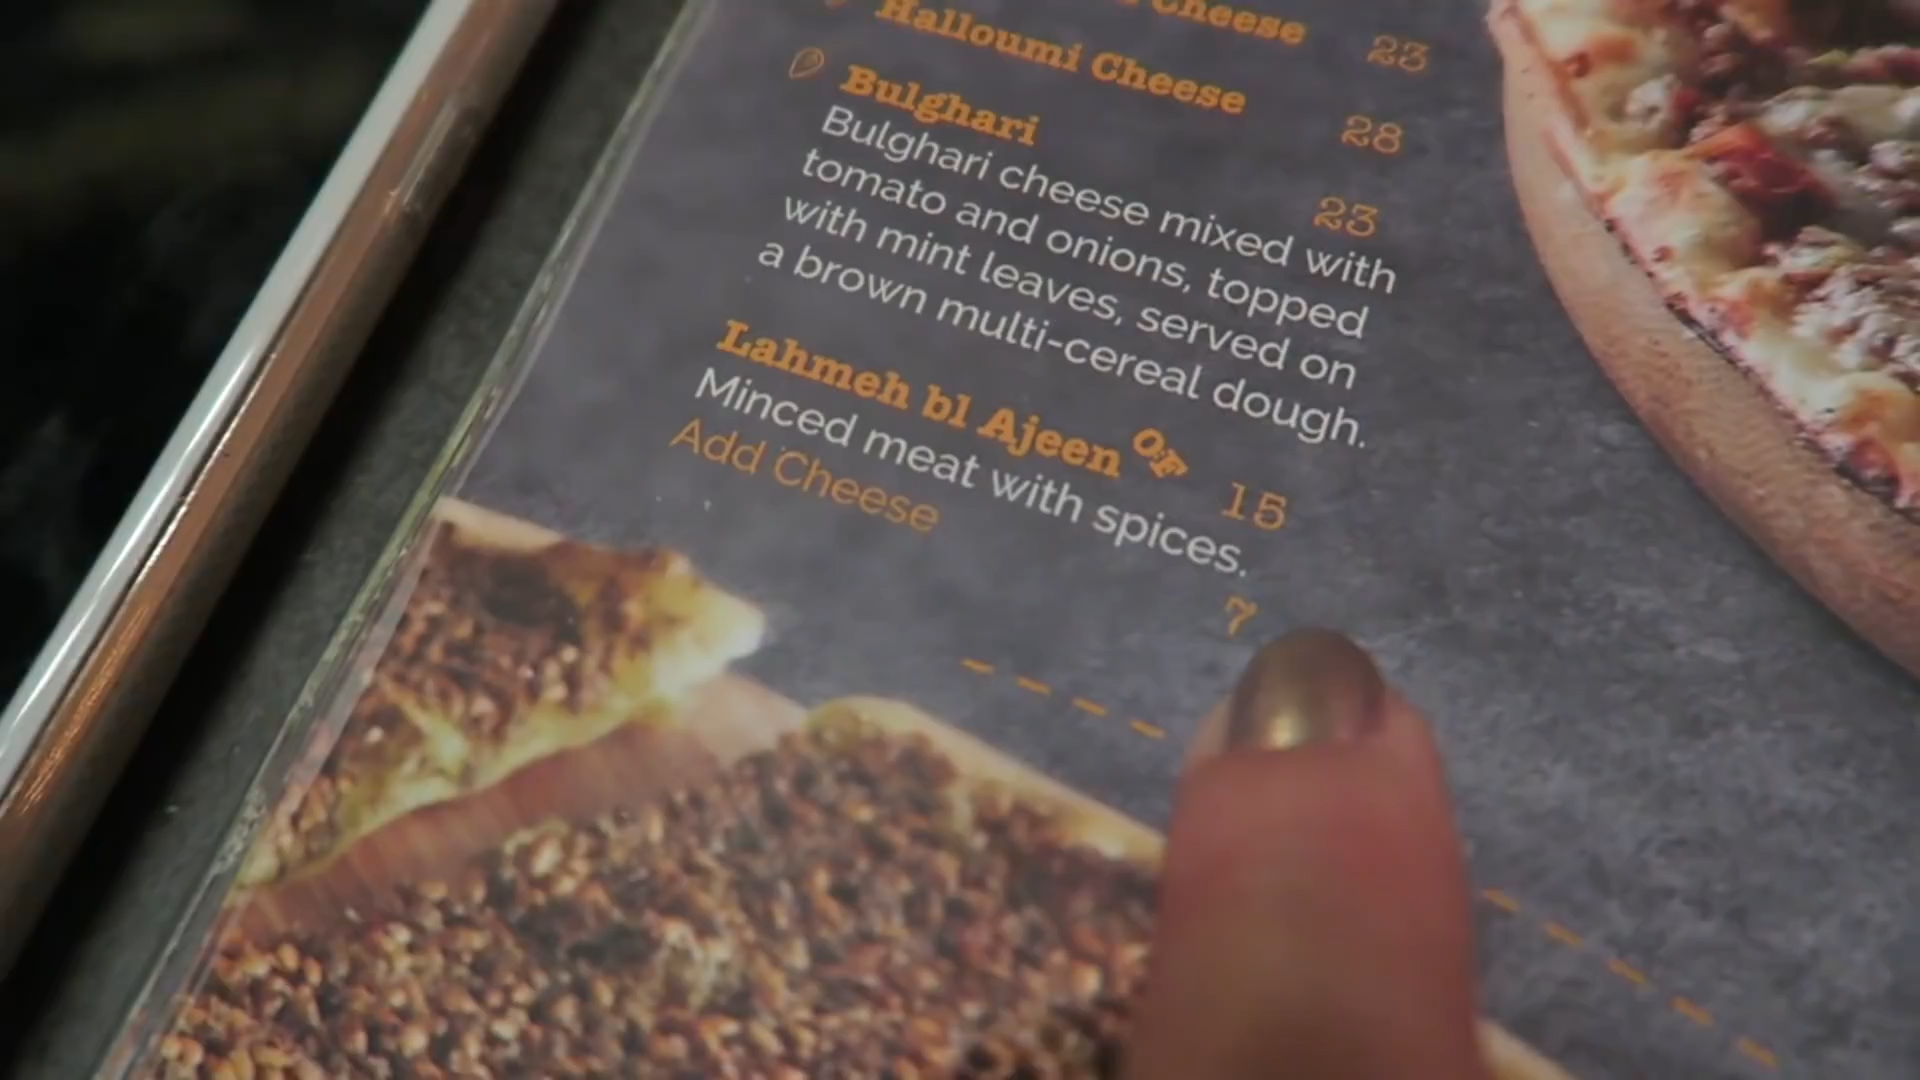 Cheese 23
Halloumi Cheese 28
Bulghari 23
Bulghari cheese mixed with
tomato and onions, topped
with mint leaves, served on
a brown multi-cereal dough.
Lahmeh bl Ajeen 15
Minced meat with spices.
Add Cheese 7